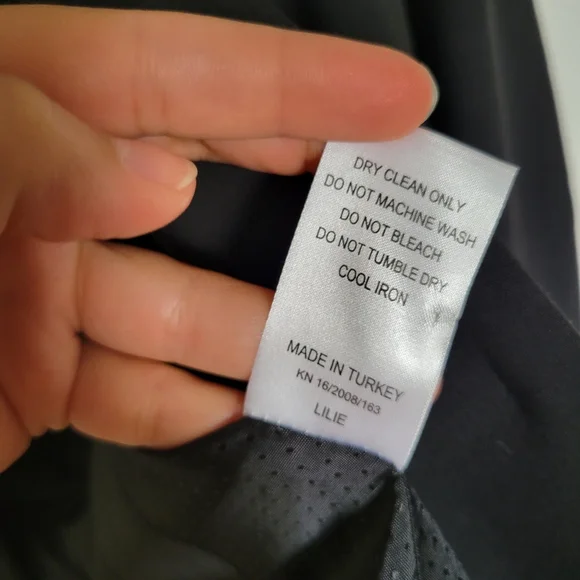 DRY CLEAN ONLY
DO NOT MACHINE WASH
DO NOT BLEACH
DO NOT TUMBLE DRY
COOL IRON
MADE IN TURKEY
KN 16/2008/163
LILIE